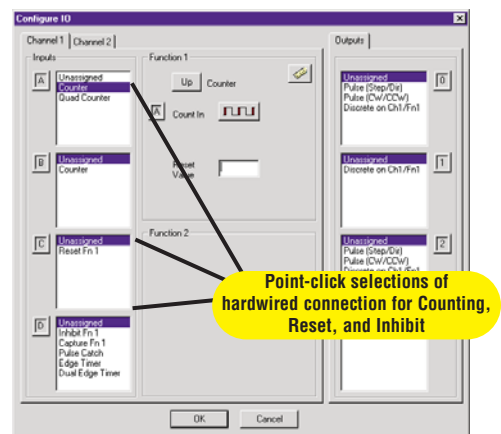 Configure IO
Channel 1
Channel 2
Inputs
A
Unassigned
Counter
Quad Counter
B
Unassigned
Counter
C
Unassigned
Reset Fn 1
D
Unassigned
Inhibit Fn 1
Capture Fn 1
Pulse Catch
Edge Timer
Dual Edge Timer
Function 1
Up
Counter
A
Count In
Reset
Value
Function 2
Outputs
Unassigned
Pulse (Step/Dir)
Pulse (CW/CCW)
Discrete on Ch1/Fn1
0
Unassigned
Discrete on Ch1/Fn1
1
Unassigned
Pulse (Step/Dir)
Pulse (CW/CCW)
Discrete on Ch1/Fn1
2
Point-click selections of
hardwired connection for Counting,
Reset, and Inhibit
OK
Cancel